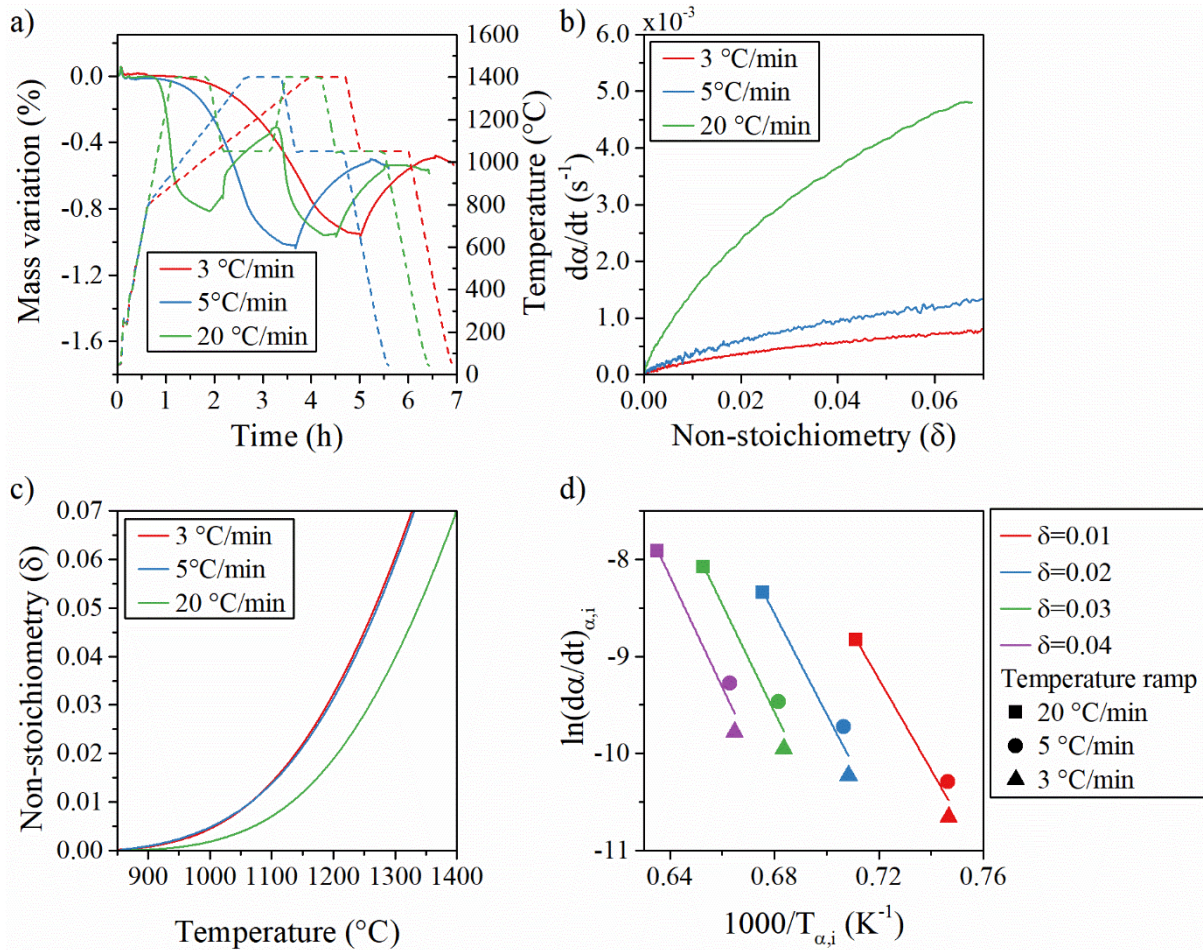 a)
0.0
-0.4
-0.8
-1.2
-1.6
Mass variation (%)
0 1 2 3 4 5 6 7
Time (h)
1600
1400
1200
1000
800
600
400
200
0
Temperature (°C)
3 °C/min
5°C/min
20 °C/min
b)
x10⁻³
6.0
5.0
4.0
3.0
2.0
1.0
0.0
dα/dt (s⁻¹)
3 °C/min
5°C/min
20 °C/min
0.00 0.02 0.04 0.06
Non-stoichiometry (δ)
c)
0.07
0.06
0.05
0.04
0.03
0.02
0.01
0.00
Non-stoichiometry (δ)
3 °C/min
5°C/min
20 °C/min
900 1000 1100 1200 1300 1400
Temperature (°C)
d)
-8
-9
-10
-11
ln(dα/dt)α,i
0.64 0.68 0.72 0.76
1000/Tα,i (K⁻¹)
δ=0.01
δ=0.02
δ=0.03
δ=0.04
Temperature ramp
20 °C/min
5 °C/min
3 °C/min